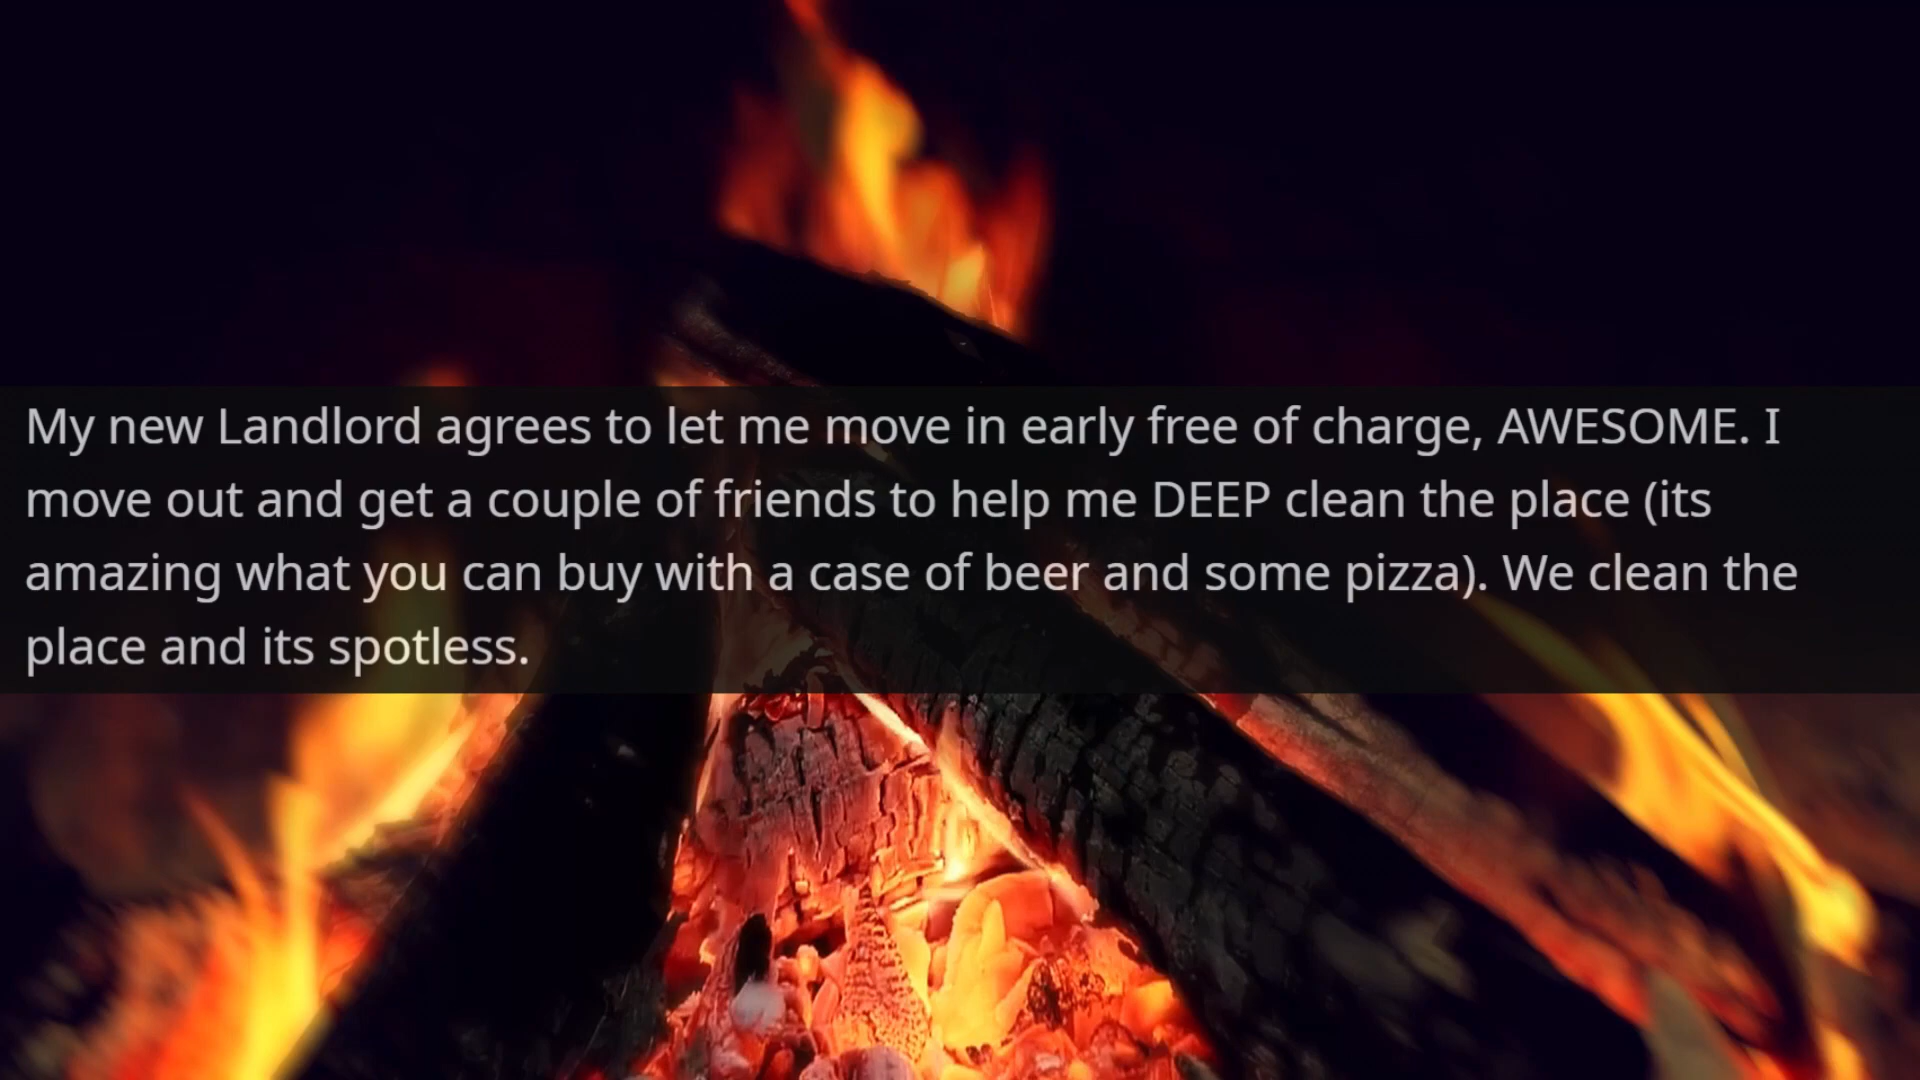 My new Landlord agrees to let me move in early free of charge, AWESOME. I
move out and get a couple of friends to help me DEEP clean the place (its
amazing what you can buy with a case of beer and some pizza). We clean the
place and its spotless.